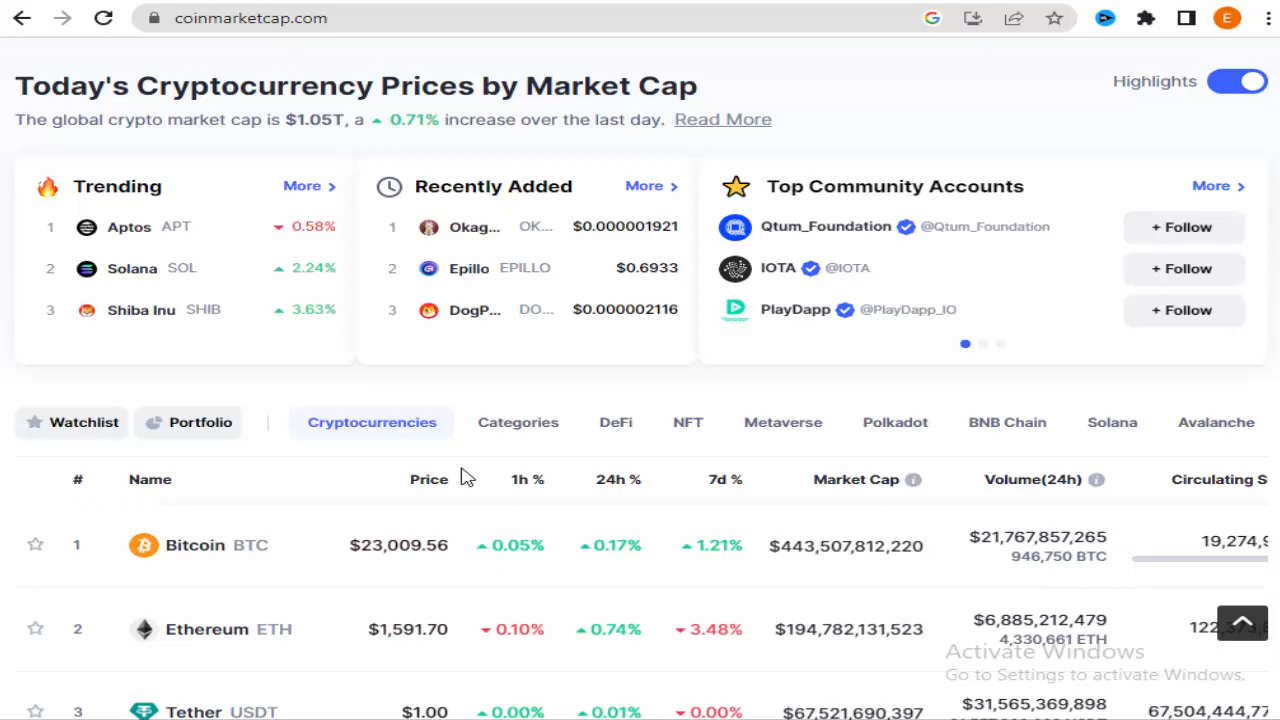 coinmarketcap.com
E
Today's Cryptocurrency Prices by Market Cap
Highlights
The global crypto market cap is $1.05T, a 0.71% increase over the last day. Read More
Trending More >
1 Aptos APT 0.58%
2 Solana SOL 2.24%
3 Shiba Inu SHIB 3.63%
Recently Added More >
1 Okag... OK... $0.000001921
2 Epillo EPILLO $0.6933
3 DogP... DO... $0.000002116
Top Community Accounts More >
Qtum_Foundation @Qtum_Foundation + Follow
IOTA @IOTA + Follow
PlayDapp @PlayDapp_IO + Follow
Watchlist Portfolio Cryptocurrencies Categories DeFi NFT Metaverse Polkadot BNB Chain Solana Avalanche
# Name Price 1h % 24h % 7d % Market Cap Volume(24h) Circulating S
1 Bitcoin BTC $23,009.56 0.05% 0.17% 1.21% $443,507,812,220 $21,767,857,265 19,274,9
946,750 BTC
2 Ethereum ETH $1,591.70 0.10% 0.74% 3.48% $194,782,131,523 $6,885,212,479
4,330,661 ETH
Activate Windows
Go to Settings to activate Windows.
3 Tether USDT $1.00 0.00% 0.01% 0.00% $67,521,690,397 $31,565,369,898 67,504,444,77